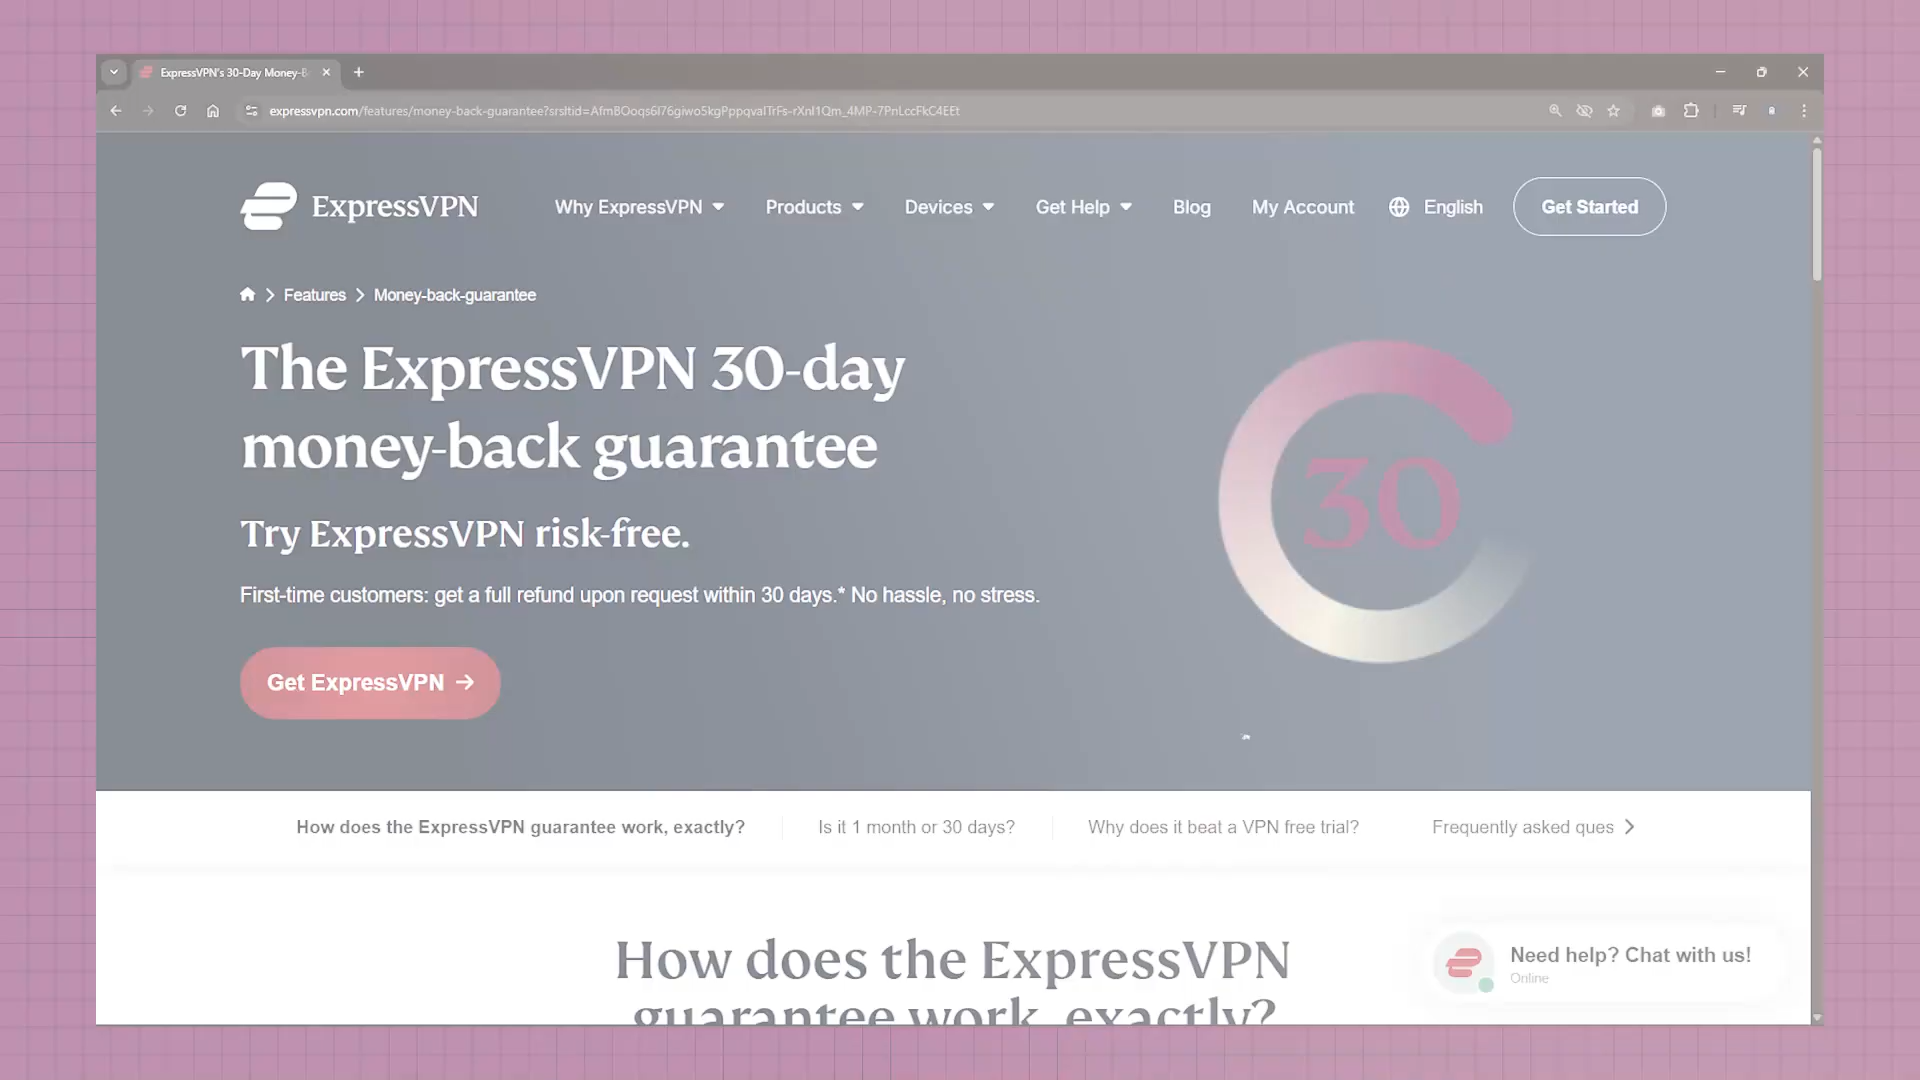 ExpressVPN's 30-Day Money-B
expressvpn.com/features/money-back-guarantee?srsltid=
ExpressVPN
Why ExpressVPN
Products
Devices
Get Help
Blog
My Account
English
Get Started
Features
Money-back-guarantee
The ExpressVPN 30-day
money-back guarantee
Try ExpressVPN risk-free.
First-time customers: get a full refund upon request within 30 days.* No hassle, no stress.
Get ExpressVPN
30
How does the ExpressVPN guarantee work, exactly?
Is it 1 month or 30 days?
Why does it beat a VPN free trial?
Frequently asked ques
How does the ExpressVPN
guarantee work, exactly?
Need help? Chat with us!
Online